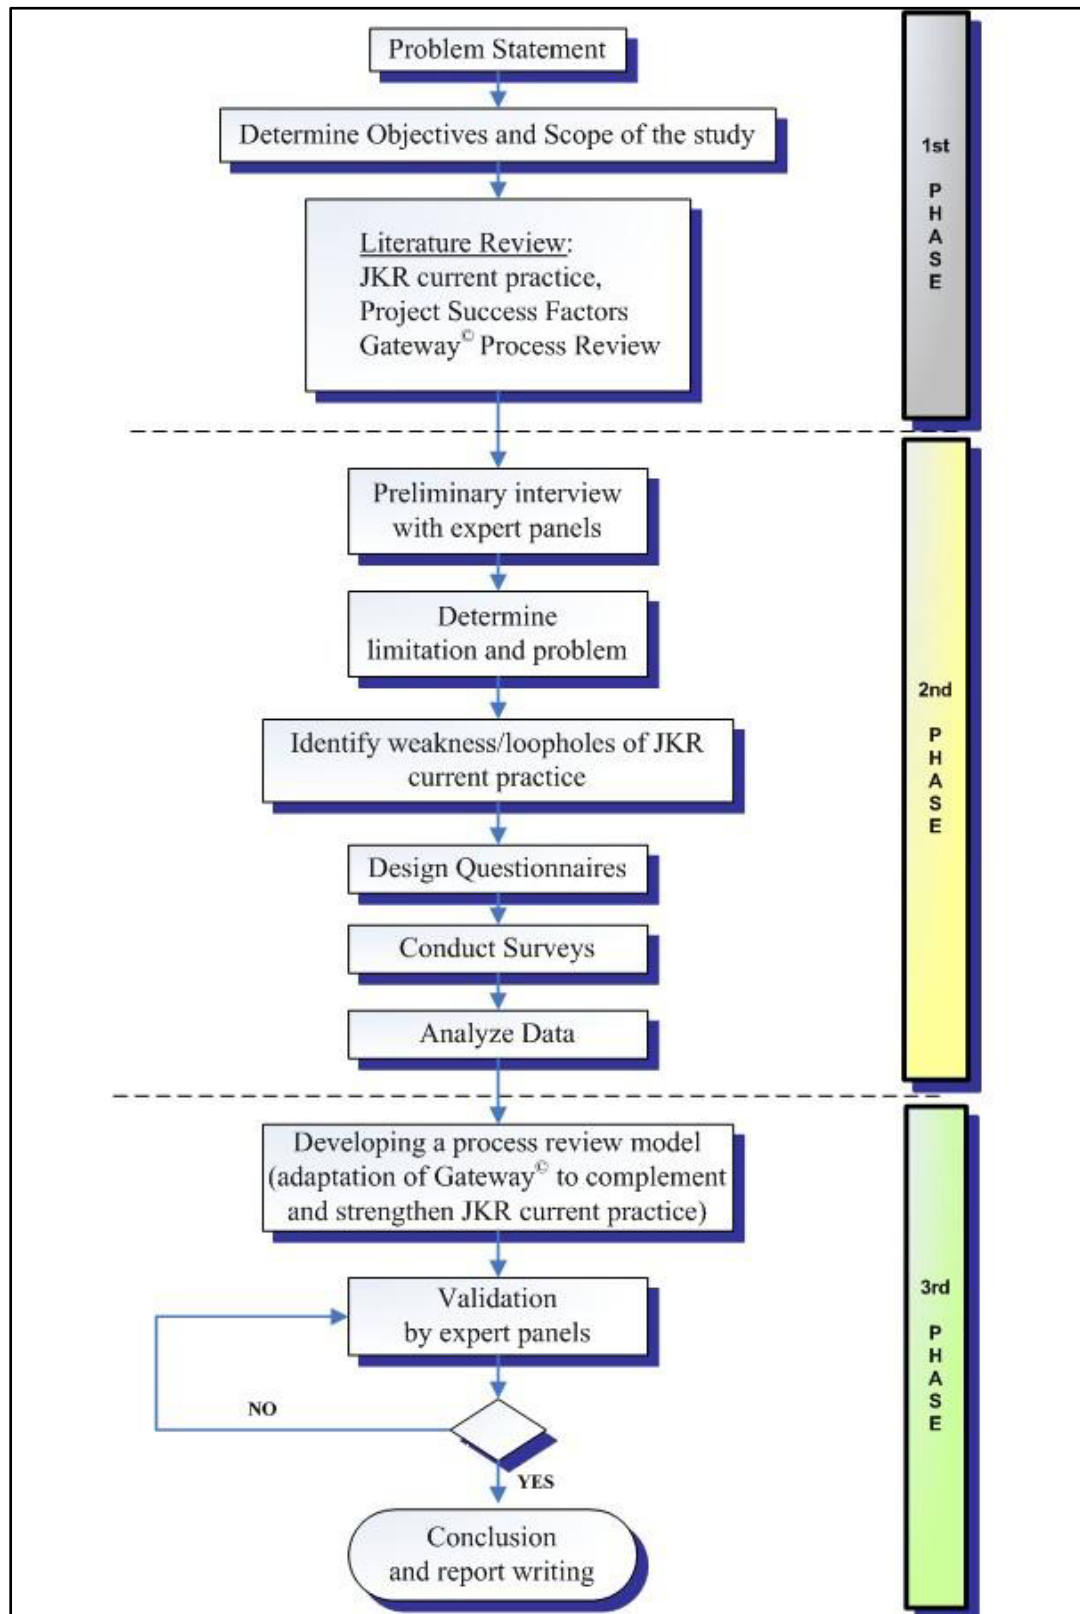 Problem Statement
Determine Objectives and Scope of the study
Literature Review:
JKR current practice,
Project Success Factors
Gateway© Process Review
1st
P
H
A
S
E
Preliminary interview
with expert panels
Determine
limitation and problem
Identify weakness/loopholes of JKR
current practice
Design Questionnaires
Conduct Surveys
Analyze Data
2nd
P
H
A
S
E
Developing a process review model
(adaptation of Gateway© to complement
and strengthen JKR current practice)
Validation
by expert panels
NO
YES
Conclusion
and report writing
3rd
P
H
A
S
E